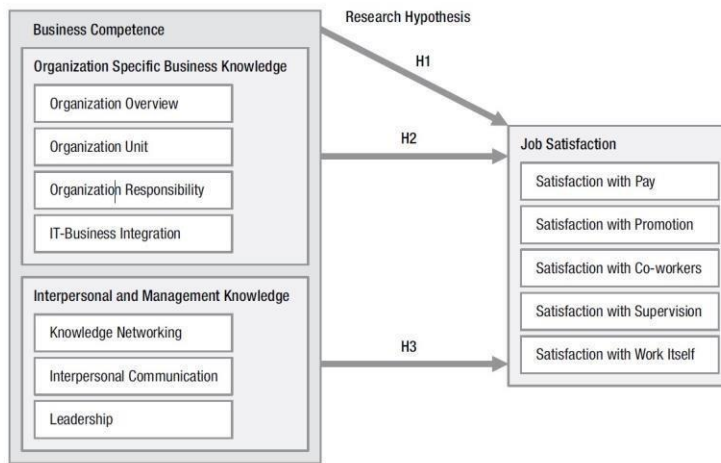 Research Hypothesis
Business Competence
Organization Specific Business Knowledge
Organization Overview
Organization Unit
Organization Responsibility
IT-Business Integration
Interpersonal and Management Knowledge
Knowledge Networking
Interpersonal Communication
Leadership
H1
H2
H3
Job Satisfaction
Satisfaction with Pay
Satisfaction with Promotion
Satisfaction with Co-workers
Satisfaction with Supervision
Satisfaction with Work Itself